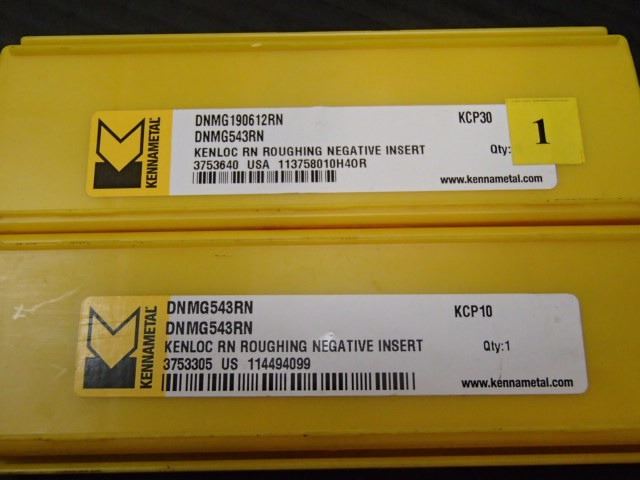 KENNAMETAL
DNMG190612RN KCP30
DNMG543RN
KENLOC RN ROUGHING NEGATIVE INSERT Qty: 1
3753640 USA 113758010H40R
www.kennametal.com
KENNAMETAL
DNMG543RN KCP10
DNMG543RN
KENLOC RN ROUGHING NEGATIVE INSERT Qty:1
3753305 US 114494099
www.kennametal.com